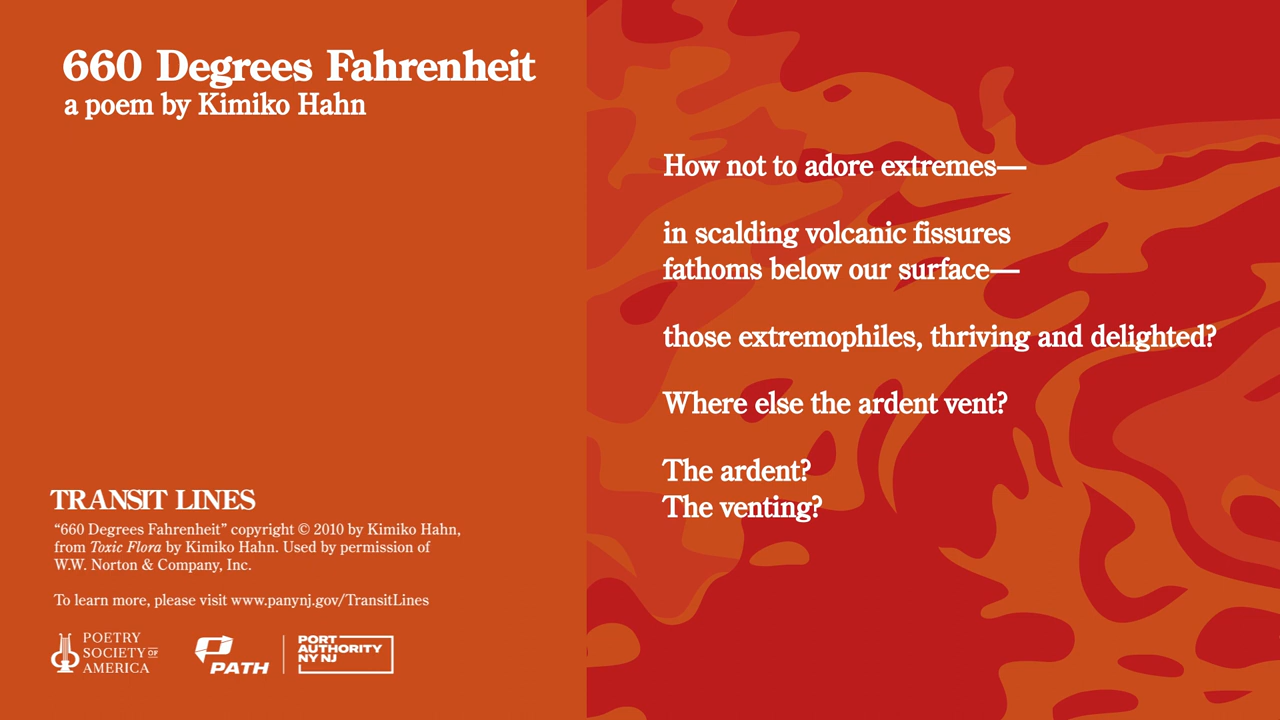 660 Degrees Fahrenheit
a poem by Kimiko Hahn
How not to adore extremes—
in scalding volcanic fissures
fathoms below our surface—
those extremophiles, thriving and delighted?
Where else the ardent vent?
The ardent?
The venting?
TRANSIT LINES
“660 Degrees Fahrenheit” copyright © 2010 by Kimiko Hahn,
from Toxic Flora by Kimiko Hahn. Used by permission of
W.W. Norton & Company, Inc.
To learn more, please visit www.panynj.gov/TransitLines
POETRY
SOCIETY OF
AMERICA
PATH
PORT
AUTHORITY
NY NJ